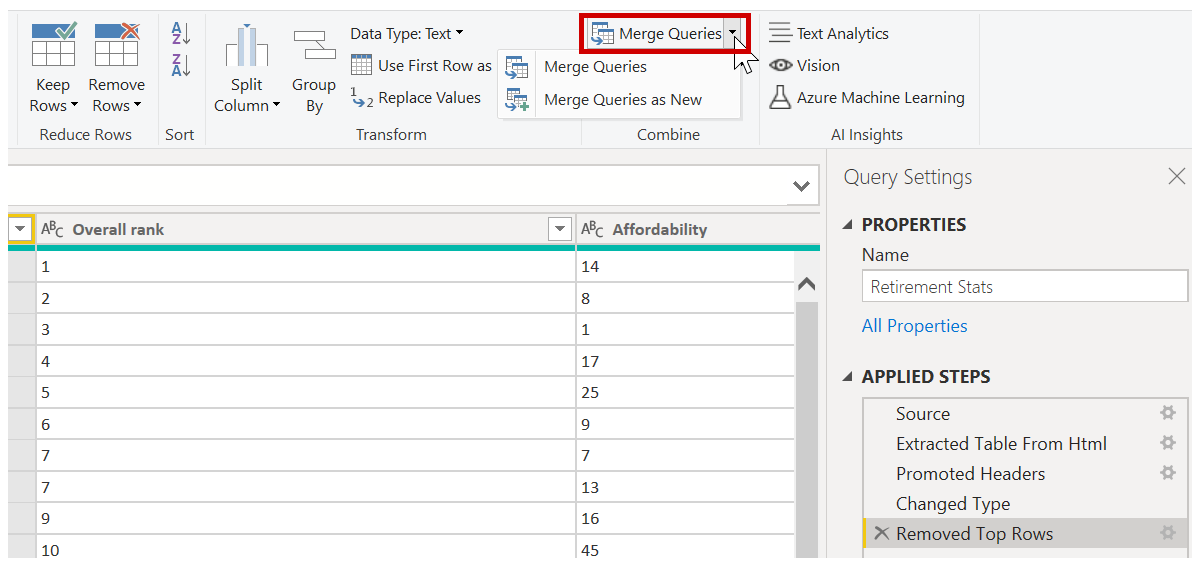 Keep Rows
Remove Rows
Reduce Rows
A Z
Z A
Sort
Split Column
Group By
Data Type: Text
Use First Row as
1 2 Replace Values
Transform
Merge Queries
Merge Queries
Merge Queries as New
Combine
Text Analytics
Vision
Azure Machine Learning
AI Insights
ABC Overall rank
ABC Affordability
1 14
2 8
3 1
4 17
5 25
6 9
7 7
7 13
9 16
10 45
Query Settings
PROPERTIES
Name
Retirement Stats
All Properties
APPLIED STEPS
Source
Extracted Table From Html
Promoted Headers
Changed Type
Removed Top Rows